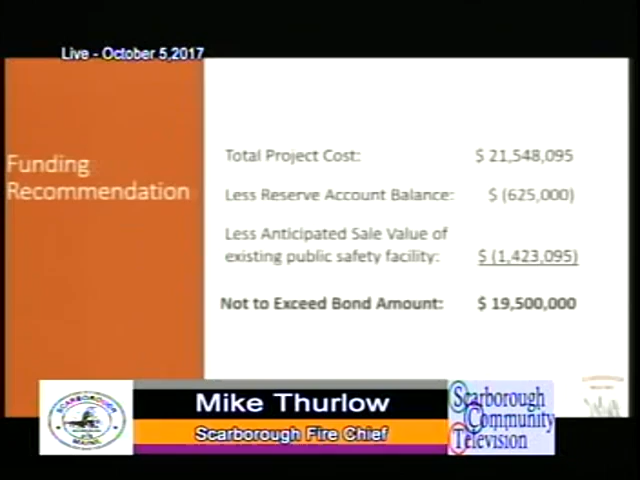 Live - October 5,2017
Funding
Recommendation
Total Project Cost: $ 21,548,095
Less Reserve Account Balance: $ (625,000)
Less Anticipated Sale Value of
existing public safety facility: $ (1,423,095)
Not to Exceed Bond Amount: $ 19,500,000
SCARBOROUGH
MAINE
Mike Thurlow
Scarborough Fire Chief
Scarborough
Community
Television